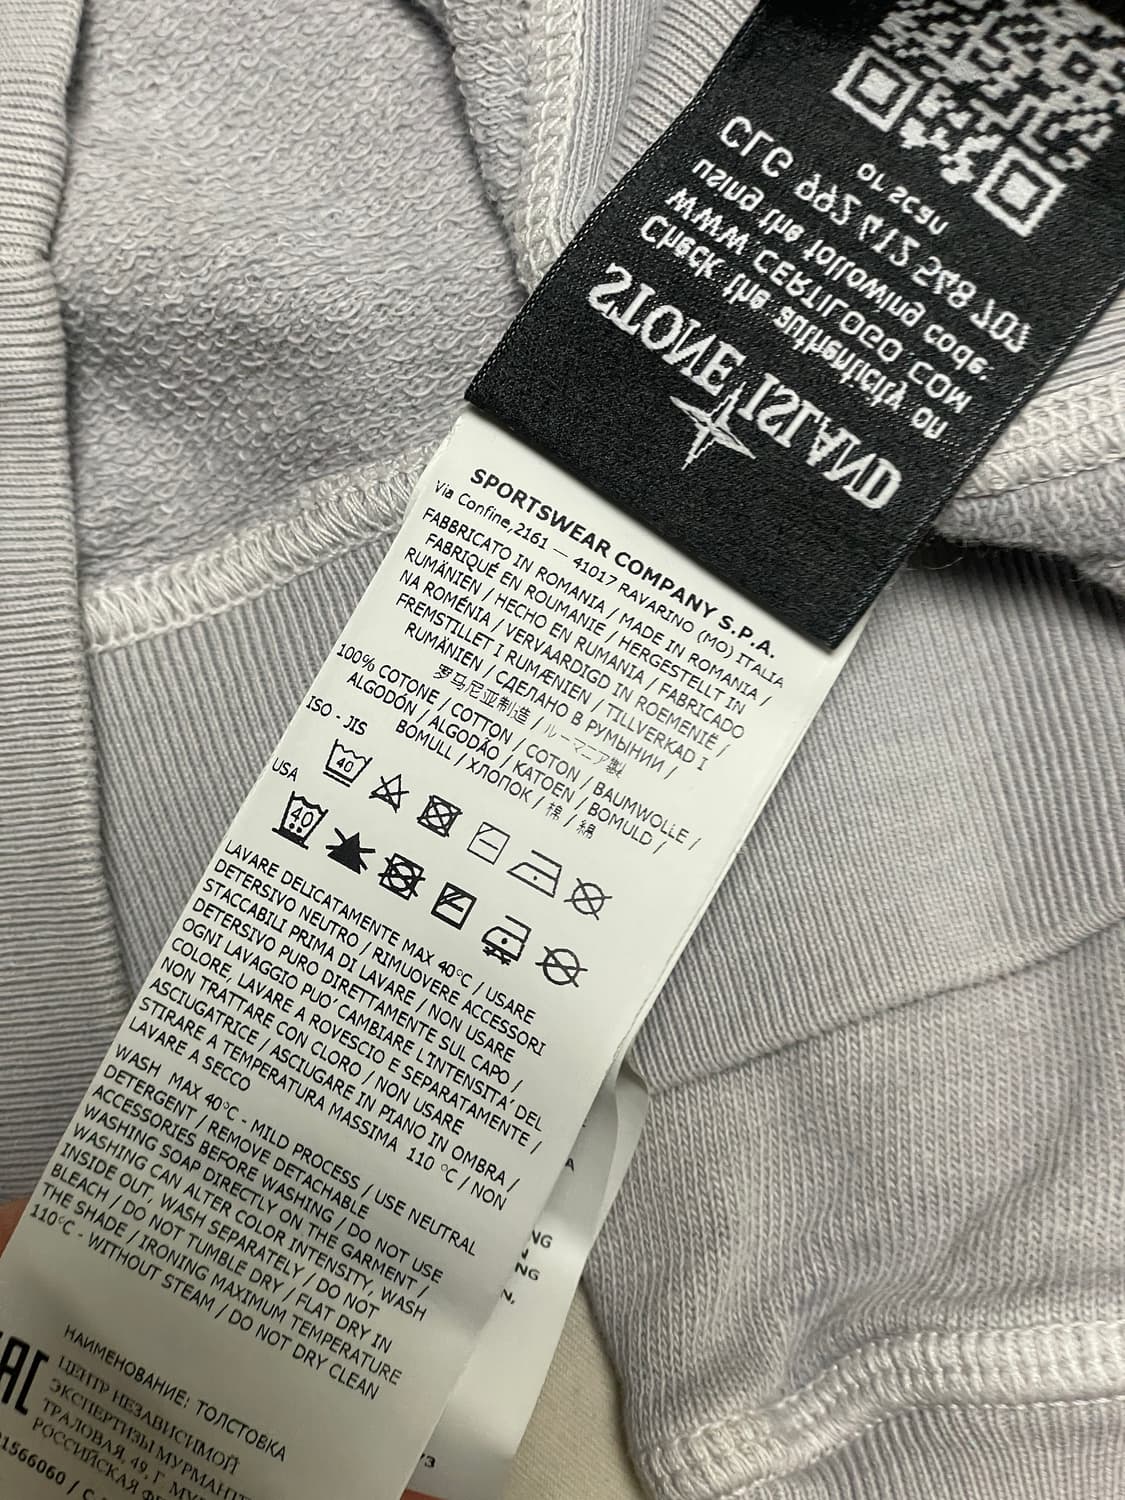 STONE ISLAND
Check the authenticity on
www CERTILOGO COM
using the following code.
CLG 992 412 548 707
or scan
SPORTSWEAR COMPANY S.P.A.
Via Confine,2161 — 41017 RAVARINO (MO) ITALIA
FABBRICATO IN ROMANIA / MADE IN ROMANIA /
FABRIQUÉ EN ROUMANIE / HERGESTELLT IN
RUMÄNIEN / HECHO EN RUMANIA / FABRICADO
NA ROMÉNIA / VERVAARDIGD IN ROEMENIË /
FREMSTILLET I RUMÆNIEN / TILLVERKAD I
RUMÄNIEN / СДЕЛАНО В РУМЫНИИ /
罗马尼亚制造 / ルーマニア製
100% COTONE / COTTON / COTON / BAUMWOLLE /
ALGODÓN / ALGODÃO / KATOEN / BOMULD /
BOMULL / ХЛОПОК / 棉 / 綿
ISO - JIS
40
USA
40
LAVARE DELICATAMENTE MAX 40°C / USARE
DETERSIVO NEUTRO / RIMUOVERE ACCESSORI
STACCABILI PRIMA DI LAVARE / NON USARE
DETERSIVO PURO DIRETTAMENTE SUL CAPO /
OGNI LAVAGGIO PUO' CAMBIARE L'INTENSITA' DEL
COLORE, LAVARE A ROVESCIO E SEPARATAMENTE /
NON TRATTARE CON CLORO / NON USARE
ASCIUGATRICE / ASCIUGARE IN PIANO IN OMBRA /
STIRARE A TEMPERATURA MASSIMA 110 °C / NON
LAVARE A SECCO
WASH MAX 40°C - MILD PROCESS / USE NEUTRAL
DETERGENT / REMOVE DETACHABLE
ACCESSORIES BEFORE WASHING / DO NOT USE
WASHING SOAP DIRECTLY ON THE GARMENT /
WASHING CAN ALTER COLOR INTENSITY, WASH
INSIDE OUT, WASH SEPARATELY / DO NOT
BLEACH / DO NOT TUMBLE DRY / FLAT DRY IN
THE SHADE / IRONING MAXIMUM TEMPERATURE
110°C - WITHOUT STEAM / DO NOT DRY CLEAN
НАИМЕНОВАНИЕ: ТОЛСТОВКА
ЦЕНТР НЕЗАВИСИМОЙ
ЭКСПЕРТИЗЫ МУРМАНТ
ТРАЛОВАЯ, 49, Г. МУ
РОССИЙСКАЯ Ф
1566060 / C